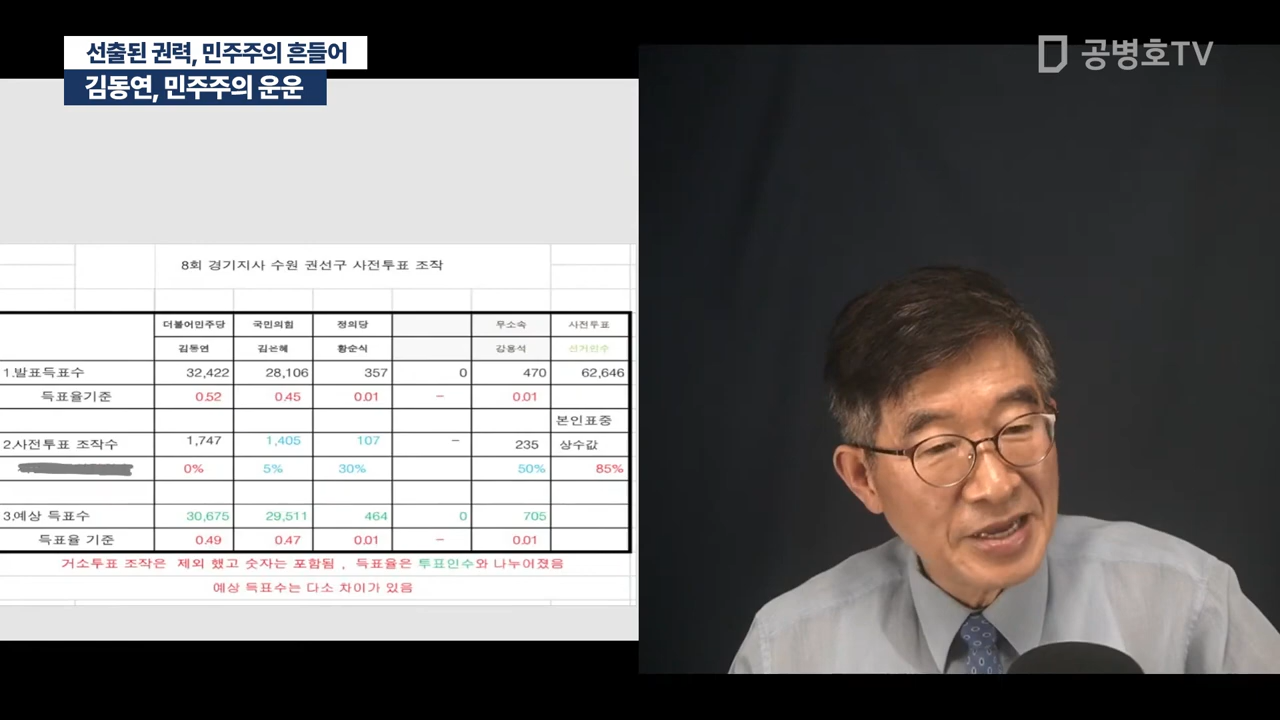 선출된 권력, 민주주의 흔들어
김동연, 민주주의 운운
공병호TV
8회 경기지사 수원 권선구 사전투표 조작
더불어민주당 국민의힘 정의당 무소속 사전투표
김동연 김은혜 황순식 강용석 선거인수
1.발표득표수 32,422 28,106 357 0 470 62,646
득표율기준 0.52 0.45 0.01 – 0.01
본인표중
2.사전투표 조작수 1,747 1,405 107 – 235 상수값
0% 5% 30% 50% 85%
3.예상 득표수 30,675 29,511 464 0 705
득표율 기준 0.49 0.47 0.01 – 0.01
거소투표 조작은 제외 했고 숫자는 포함됨 , 득표율은 투표인수와 나누어졌음
예상 득표수는 다소 차이가 있음